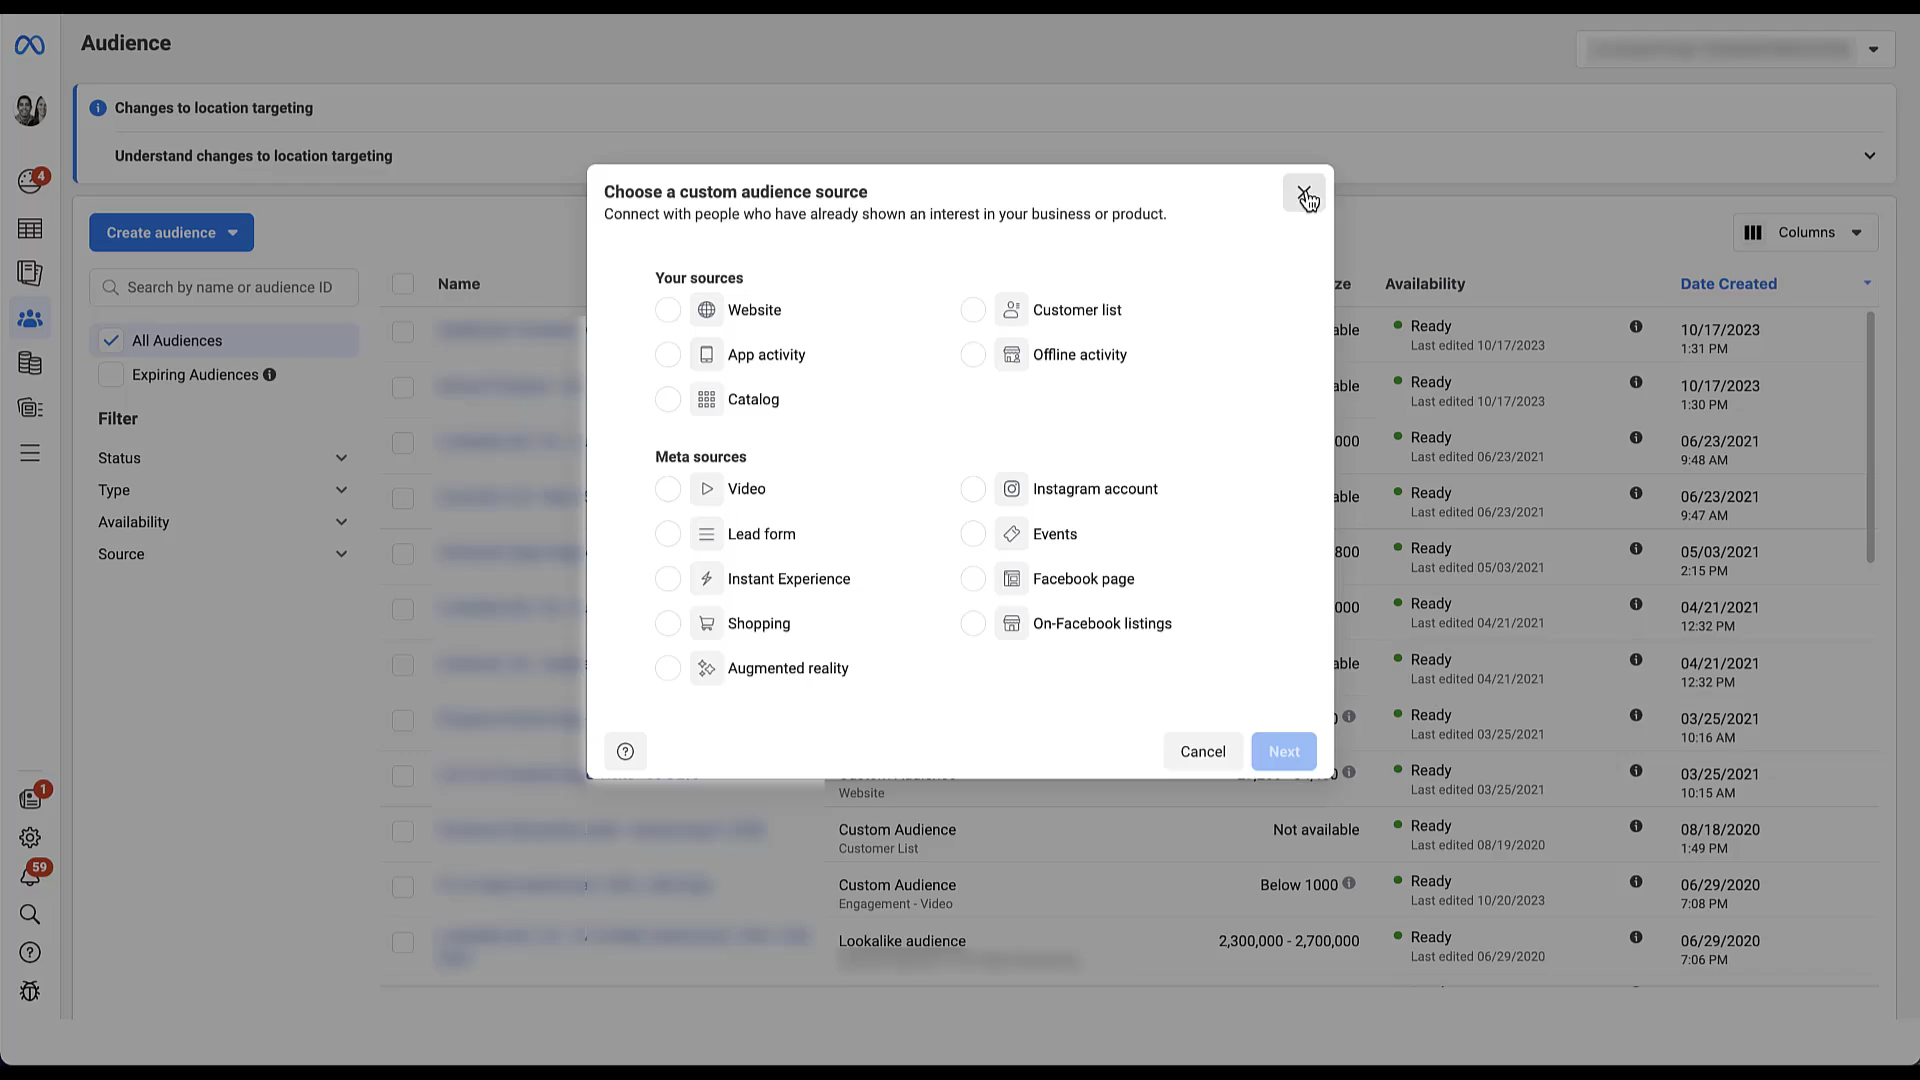 Audience
Changes to location targeting
Understand changes to location targeting
4
Create audience
Columns
Search by name or audience ID
All Audiences
Expiring Audiences
Filter
Status
Type
Availability
Source
1
59
Name
Availability
Date Created
Choose a custom audience source
Connect with people who have already shown an interest in your business or product.
Your sources
Website
Customer list
App activity
Offline activity
Catalog
Meta sources
Video
Instagram account
Lead form
Events
Instant Experience
Facebook page
Shopping
On-Facebook listings
Augmented reality
Cancel
Next
ze
able
Ready
Last edited 10/17/2023
10/17/2023
1:31 PM
able
Ready
Last edited 10/17/2023
10/17/2023
1:30 PM
000
Ready
Last edited 06/23/2021
06/23/2021
9:48 AM
able
Ready
Last edited 06/23/2021
06/23/2021
9:47 AM
800
Ready
Last edited 05/03/2021
05/03/2021
2:15 PM
000
Ready
Last edited 04/21/2021
04/21/2021
12:32 PM
able
Ready
Last edited 04/21/2021
04/21/2021
12:32 PM
Ready
Last edited 03/25/2021
03/25/2021
10:16 AM
Website
Ready
Last edited 03/25/2021
03/25/2021
10:15 AM
Custom Audience
Customer List
Not available
Ready
Last edited 08/19/2020
08/18/2020
1:49 PM
Custom Audience
Engagement - Video
Below 1000
Ready
Last edited 10/20/2023
06/29/2020
7:08 PM
Lookalike audience
2,300,000 - 2,700,000
Ready
Last edited 06/29/2020
06/29/2020
7:06 PM